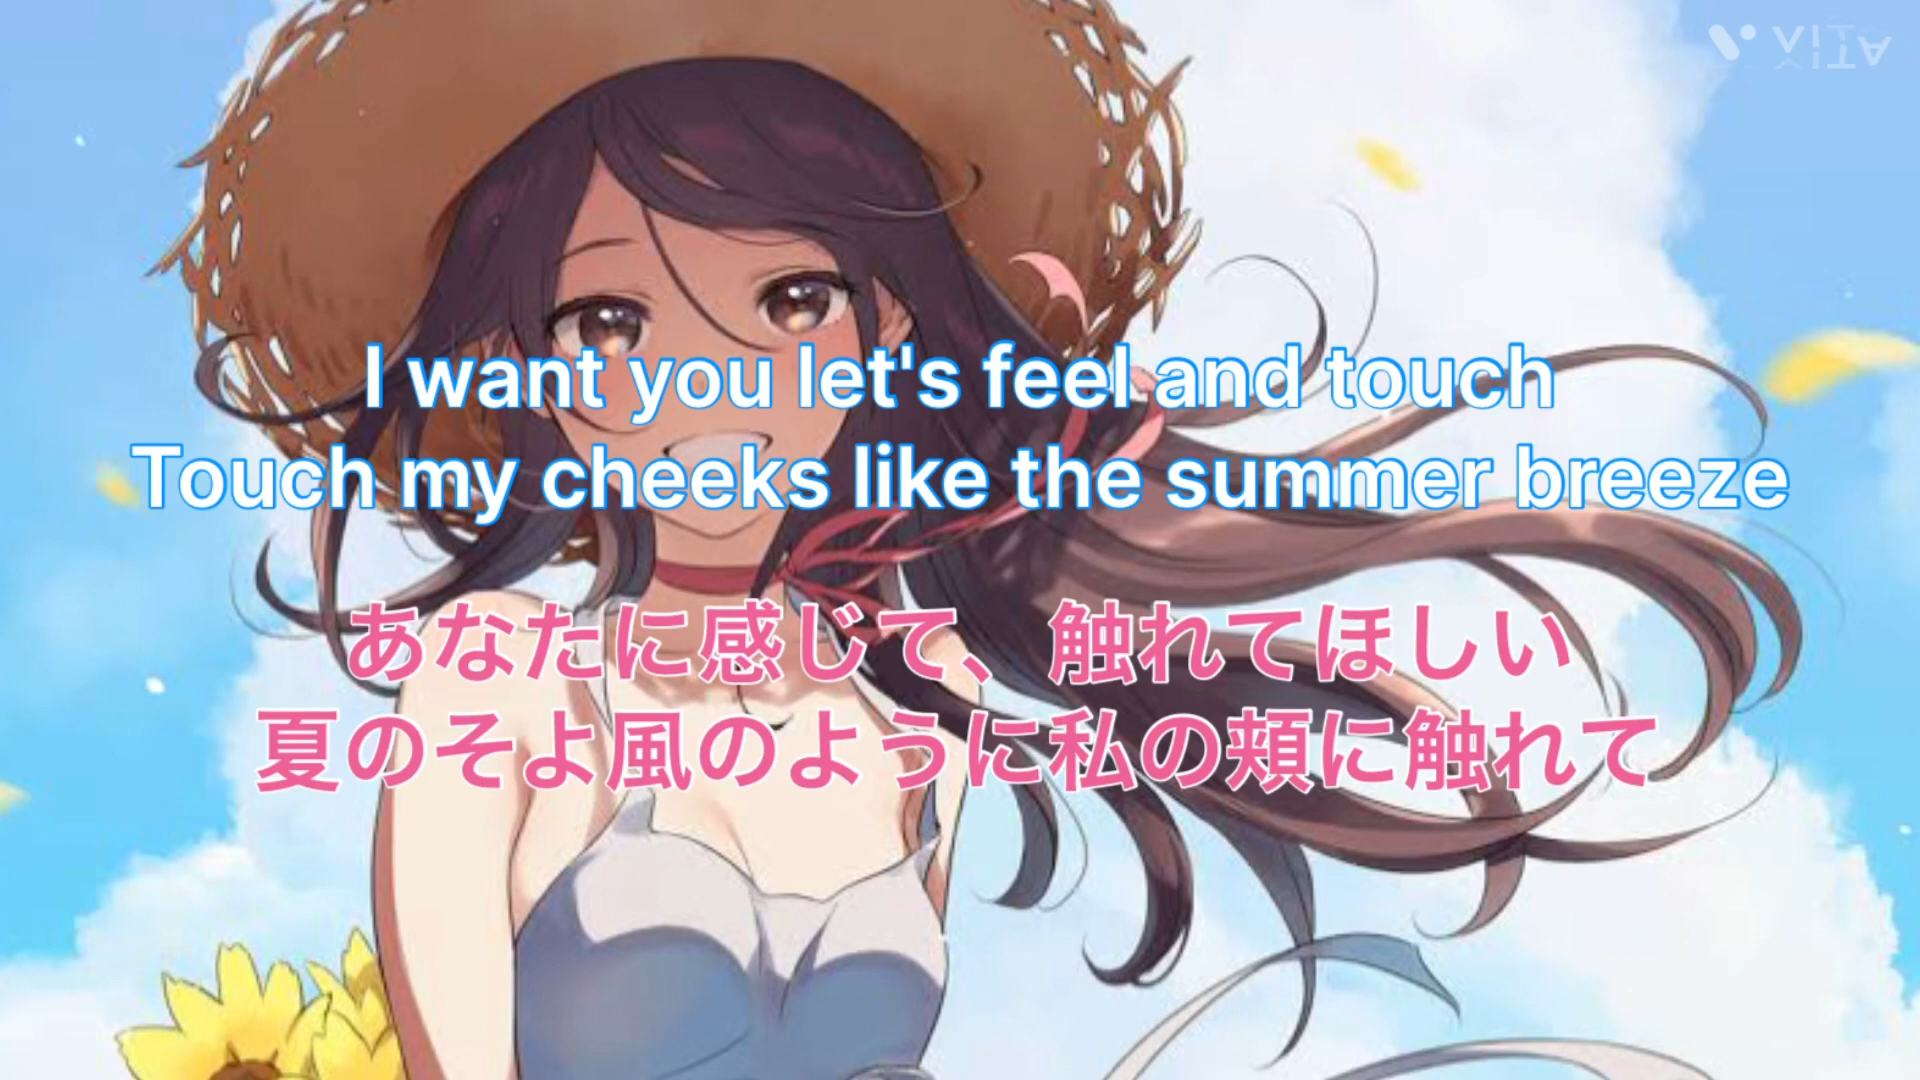 VITA
I want you let's feel and touch
Touch my cheeks like the summer breeze
あなたに感じて、触れてほしい
夏のそよ風のように私の頬に触れて